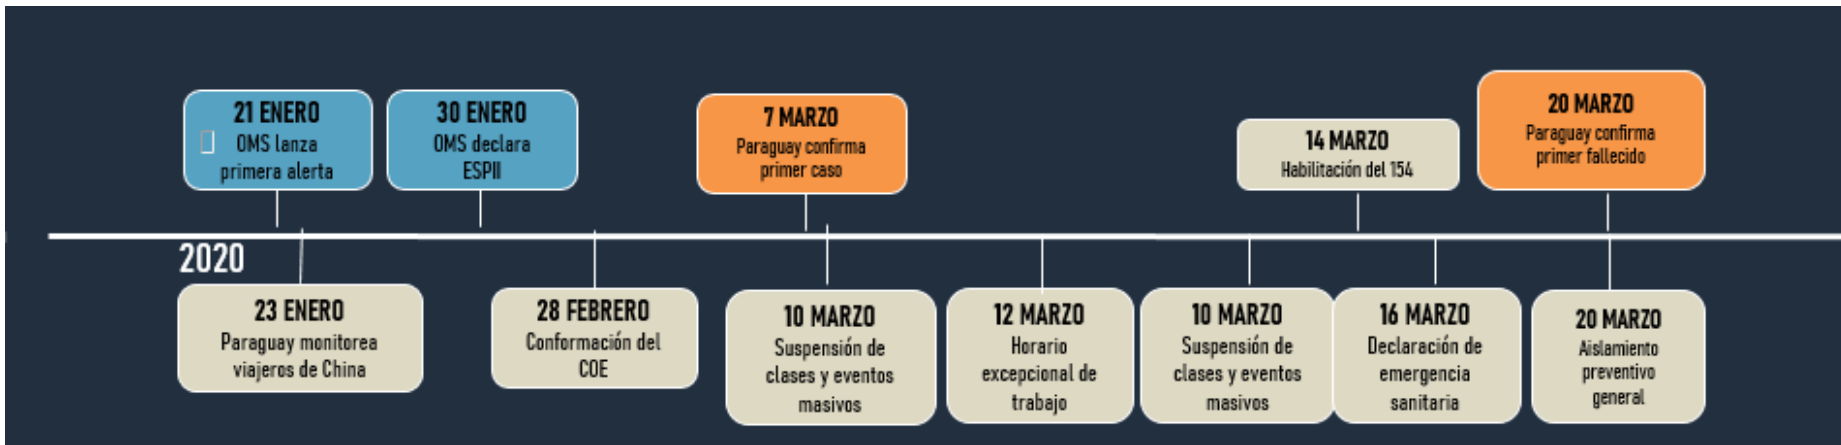 21 ENERO
OMS lanza
primera alerta
30 ENERO
OMS declara
ESPII
7 MARZO
Paraguay confirma
primer caso
14 MARZO
Habilitación del 154
20 MARZO
Paraguay confirma
primer fallecido
2020
23 ENERO
Paraguay monitorea
viajeros de China
28 FEBRERO
Conformación del
COE
10 MARZO
Suspensión de
clases y eventos
masivos
12 MARZO
Horario
excepcional de
trabajo
10 MARZO
Suspensión de
clases y eventos
masivos
16 MARZO
Declaración de
emergencia
sanitaria
20 MARZO
Aislamiento
preventivo
general